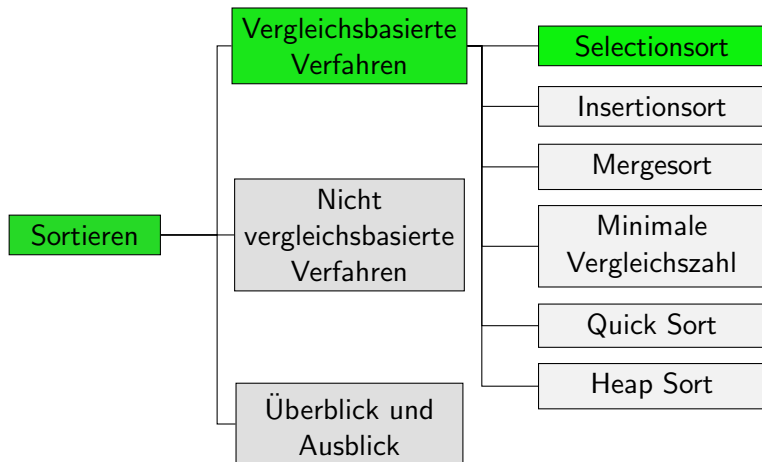 Sortieren
Vergleichsbasierte
Verfahren
Selectionsort
Insertionsort
Mergesort
Minimale
Vergleichszahl
Quick Sort
Heap Sort
Nicht
vergleichsbasierte
Verfahren
Überblick und
Ausblick